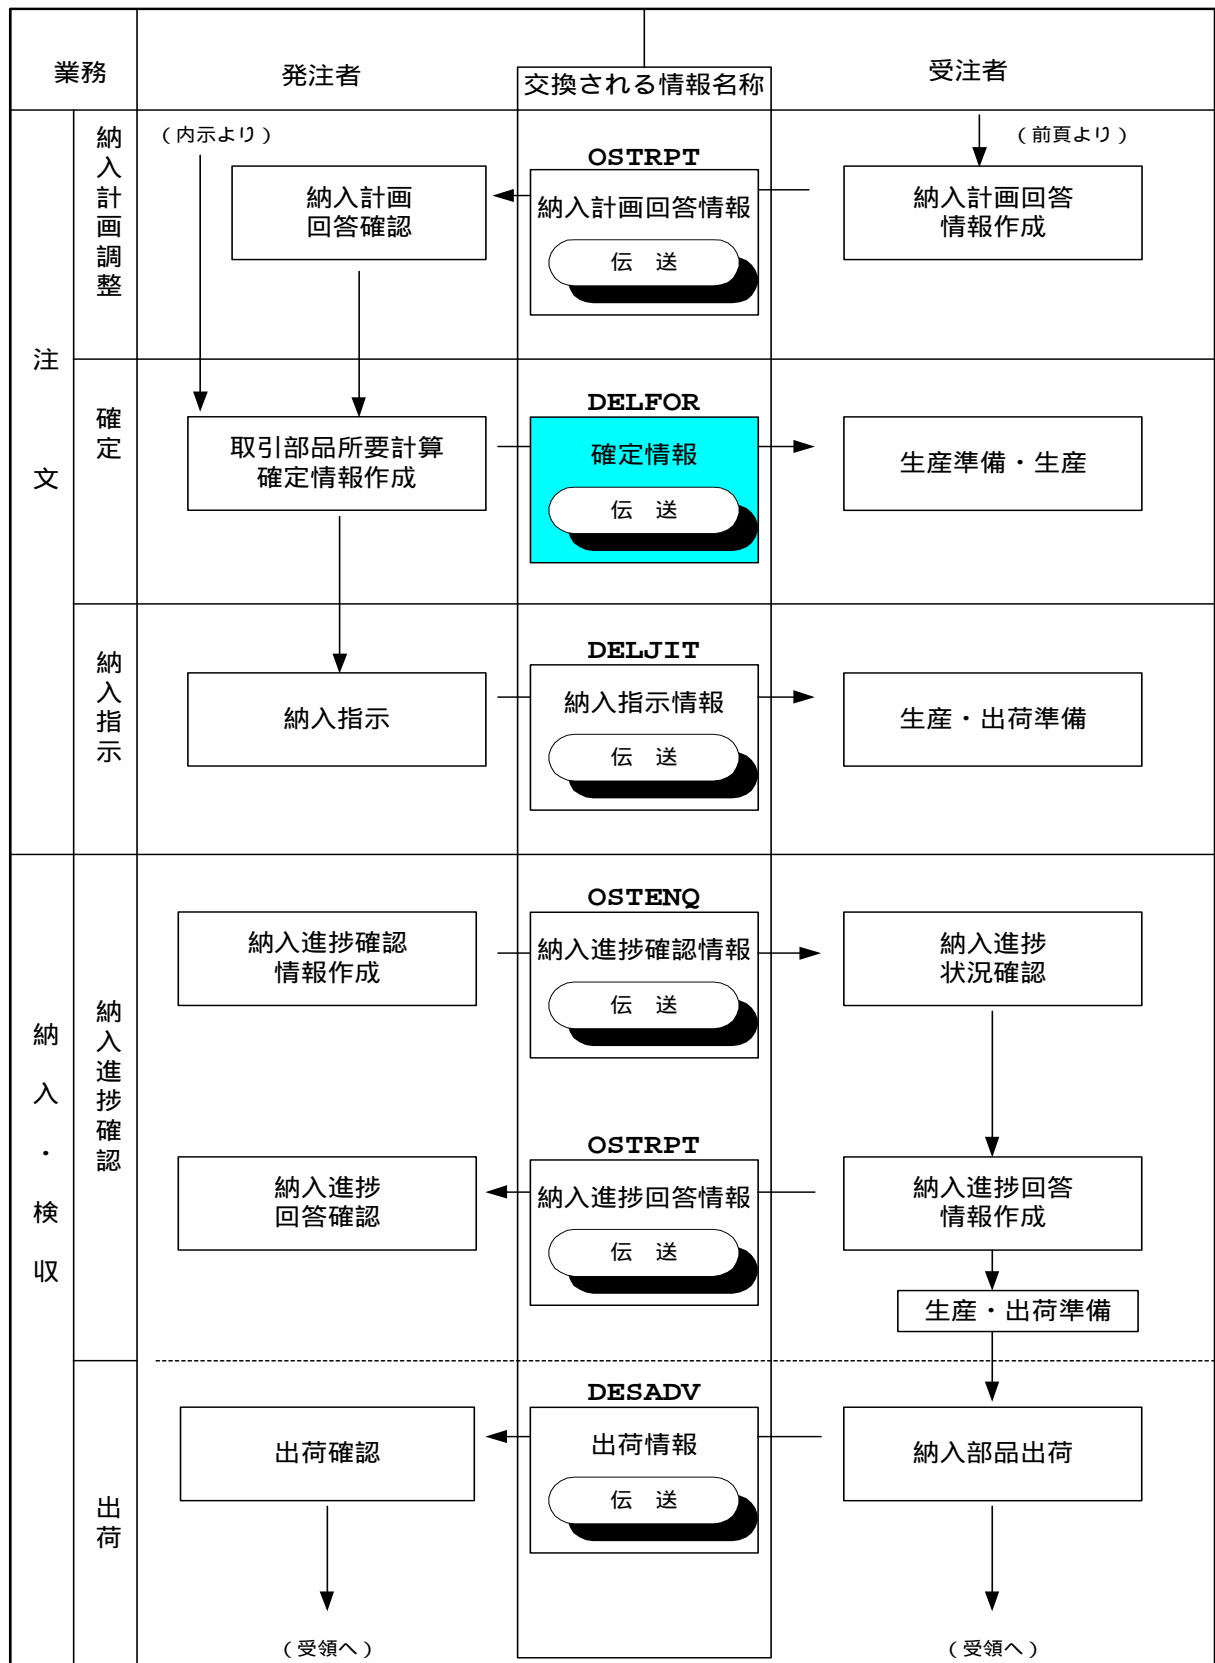 業務
発注者
交換される情報名称
受注者
注文
納入計画調整
(内示より)
(前頁より)
OSTRPT
納入計画
回答確認
納入計画回答情報
伝 送
納入計画回答
情報作成
確定
DELFOR
取引部品所要計算
確定情報作成
確定情報
伝 送
生産準備・生産
納入指示
DELJIT
納入指示
納入指示情報
伝 送
生産・出荷準備
納入・検収
納入進捗確認
OSTENQ
納入進捗確認
情報作成
納入進捗確認情報
伝 送
納入進捗
状況確認
OSTRPT
納入進捗
回答確認
納入進捗回答情報
伝 送
納入進捗回答
情報作成
生産・出荷準備
出荷
DESADV
出荷確認
出荷情報
伝 送
納入部品出荷
(受領へ)
(受領へ)